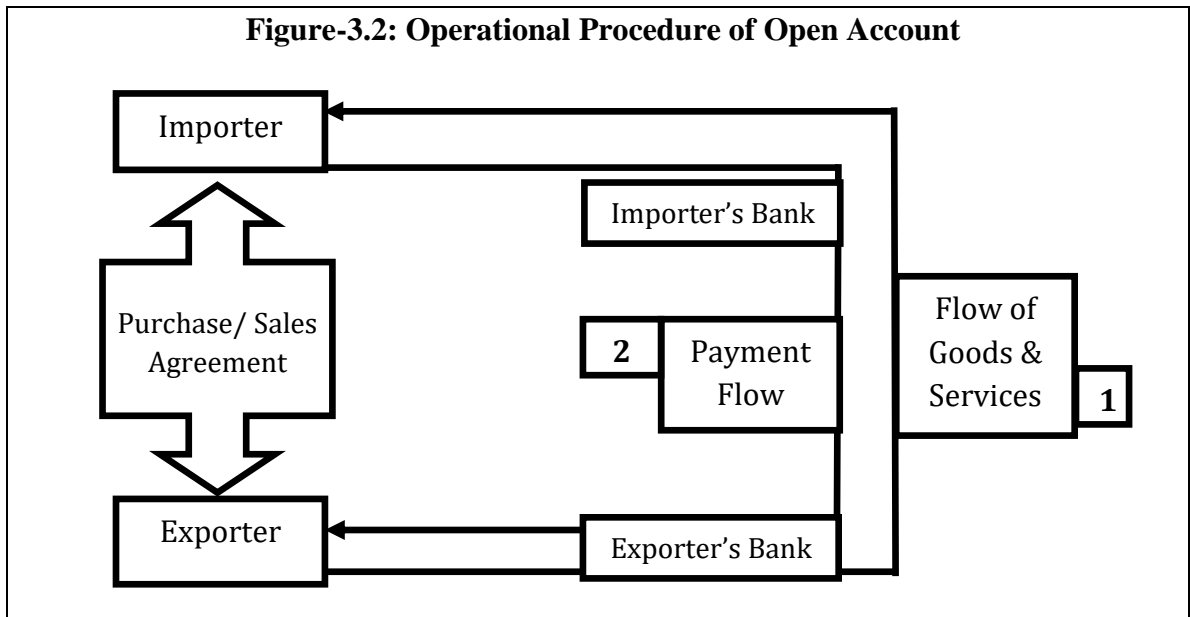 Figure-3.2: Operational Procedure of Open Account
Importer
Importer's Bank
Purchase/ Sales
Agreement
2
Payment
Flow
Flow of
Goods &
Services
1
Exporter
Exporter's Bank